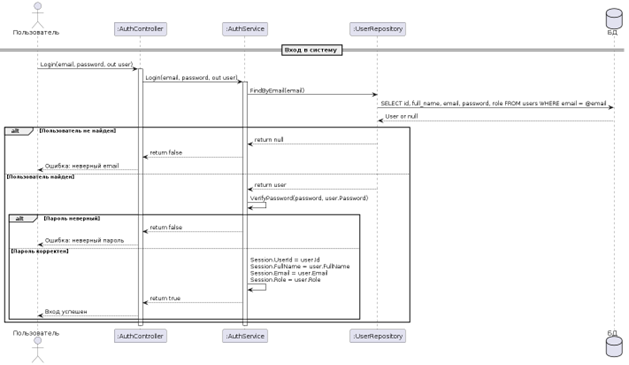 Пользователь
:AuthController
:AuthService
:UserRepository
БД
Вход в систему
Login(email, password, out user)
Login(email, password, out user)
FindByEmail(email)
SELECT id, full_name, email, password, role FROM users WHERE email = @email
User or null
alt
[Пользователь не найден]
return null
return false
Ошибка: неверный email
[Пользователь найден]
return user
VerifyPassword(password, user.Password)
alt
[Пароль неверный]
return false
Ошибка: неверный пароль
[Пароль корректен]
Session.UserId = user.Id
Session.FullName = user.FullName
Session.Email = user.Email
Session.Role = user.Role
return true
Вход успешен
Пользователь
:AuthController
:AuthService
:UserRepository
БД